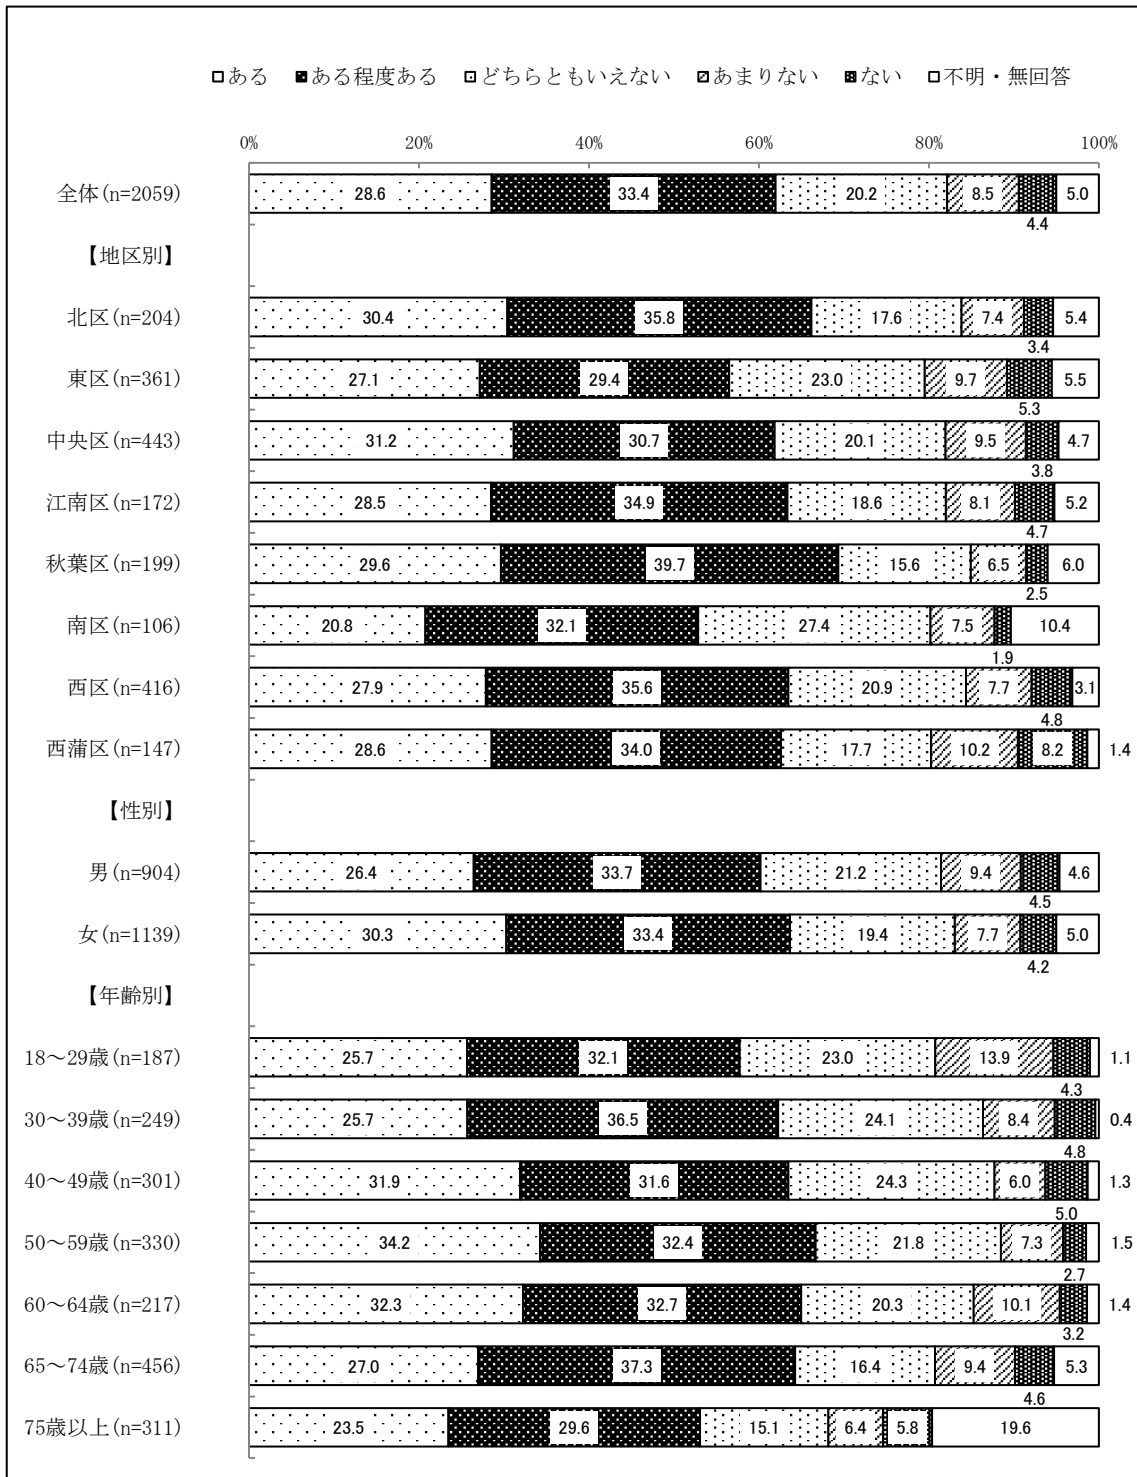 □ある ■ある程度ある □どちらともいえない □あまりない ■ない □不明・無回答
0% 20% 40% 60% 80% 100%
全体(n=2059) 28.6 33.4 20.2 8.5 5.0
4.4
【地区別】
北区(n=204) 30.4 35.8 17.6 7.4 5.4
3.4
東区(n=361) 27.1 29.4 23.0 9.7 5.5
5.3
中央区(n=443) 31.2 30.7 20.1 9.5 4.7
3.8
江南区(n=172) 28.5 34.9 18.6 8.1 5.2
4.7
秋葉区(n=199) 29.6 39.7 15.6 6.5 6.0
2.5
南区(n=106) 20.8 32.1 27.4 7.5 10.4
1.9
西区(n=416) 27.9 35.6 20.9 7.7 3.1
4.8
西蒲区(n=147) 28.6 34.0 17.7 10.2 8.2 1.4
【性別】
男(n=904) 26.4 33.7 21.2 9.4 4.6
4.5
女(n=1139) 30.3 33.4 19.4 7.7 5.0
4.2
【年齢別】
18～29歳(n=187) 25.7 32.1 23.0 13.9 1.1
4.3
30～39歳(n=249) 25.7 36.5 24.1 8.4 0.4
4.8
40～49歳(n=301) 31.9 31.6 24.3 6.0 1.3
5.0
50～59歳(n=330) 34.2 32.4 21.8 7.3 1.5
2.7
60～64歳(n=217) 32.3 32.7 20.3 10.1 1.4
3.2
65～74歳(n=456) 27.0 37.3 16.4 9.4 5.3
4.6
75歳以上(n=311) 23.5 29.6 15.1 6.4 5.8 19.6